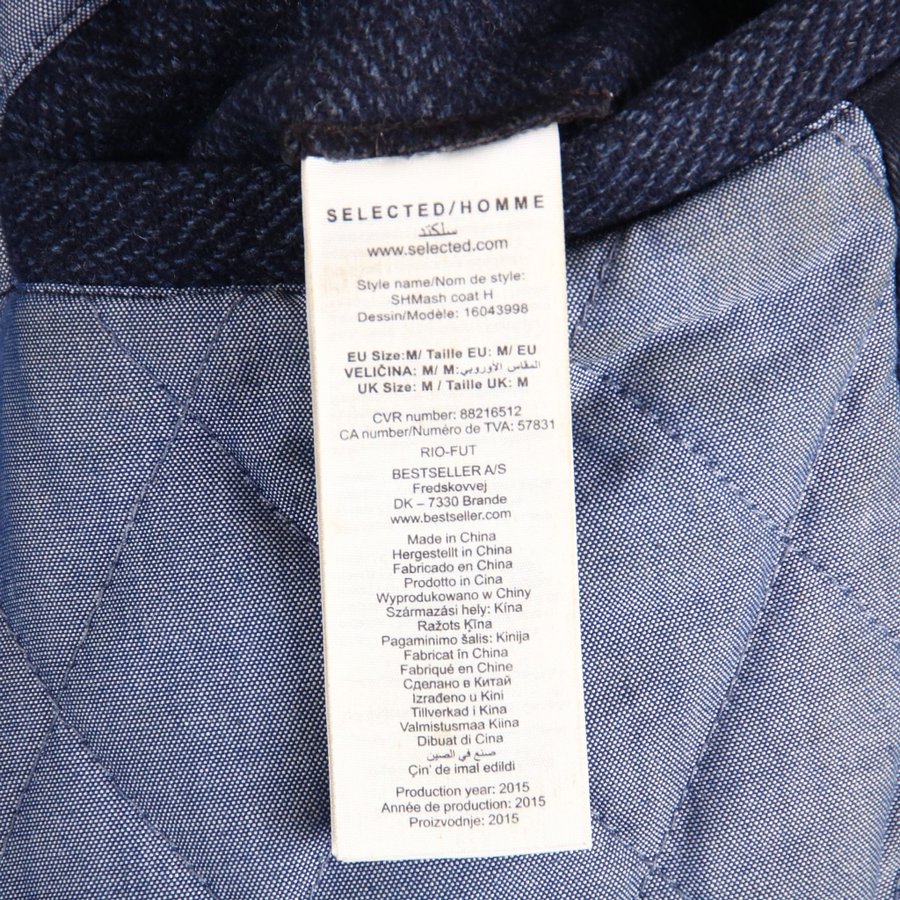 SELECTED/HOMME
سلكتد
www.selected.com
Style name/Nom de style:
SHMash coat H
Dessin/Modèle: 16043998
EU Size:M/ Taille EU: M/ EU
VELIČINA: M/ M:المقاس الأوروبي
UK Size: M / Taille UK: M
CVR number: 88216512
CA number/Numéro de TVA: 57831
RIO-FUT
BESTSELLER A/S
Fredskovvej
DK – 7330 Brande
www.bestseller.com
Made in China
Hergestellt in China
Fabricado en China
Prodotto in Cina
Wyprodukowano w Chiny
Származási hely: Kína
Ražots Ķīna
Pagaminimo šalis: Kinija
Fabricat în China
Fabriqué en Chine
Сделано в Китай
Izrađeno u Kini
Tillverkad i Kina
Valmistusmaa Kiina
Dibuat di Cina
صنع في الصين
Çin' de imal edildi
Production year: 2015
Année de production: 2015
Proizvodnje: 2015